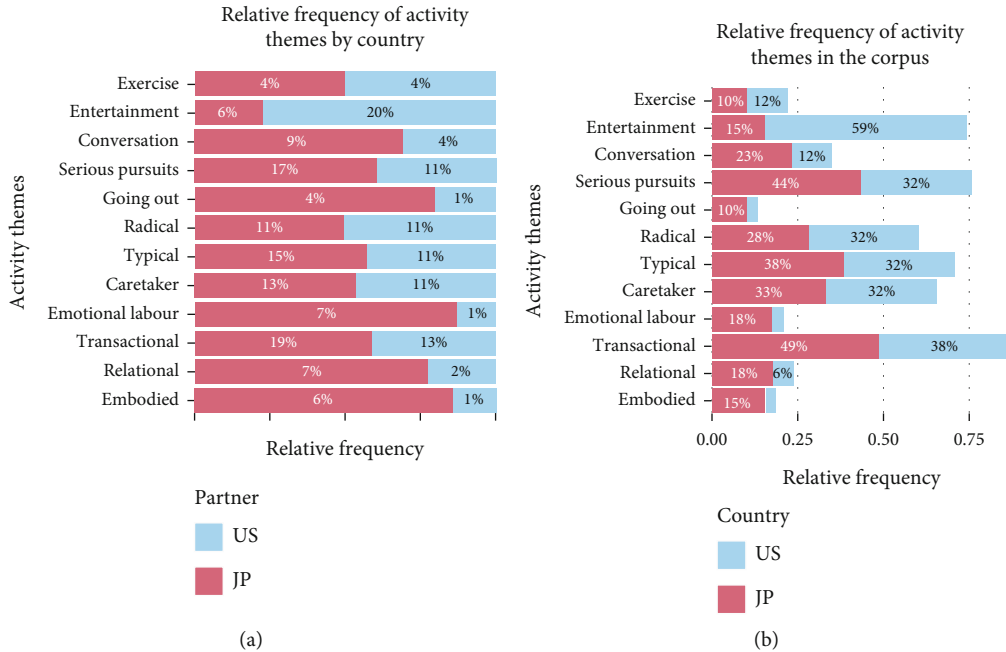 Relative frequency of activity
themes by country
Activity themes
Exercise 4% 4%
Entertainment 6% 20%
Conversation 9% 4%
Serious pursuits 17% 11%
Going out 4% 1%
Radical 11% 11%
Typical 15% 11%
Caretaker 13% 11%
Emotional labour 7% 1%
Transactional 19% 13%
Relational 7% 2%
Embodied 6% 1%
Relative frequency
Partner
US
JP
(a)
Relative frequency of activity
themes in the corpus
Activity themes
Exercise 10% 12%
Entertainment 15% 59%
Conversation 23% 12%
Serious pursuits 44% 32%
Going out 10%
Radical 28% 32%
Typical 38% 32%
Caretaker 33% 32%
Emotional labour 18%
Transactional 49% 38%
Relational 18% 6%
Embodied 15%
0.00 0.25 0.50 0.75
Relative frequency
Country
US
JP
(b)